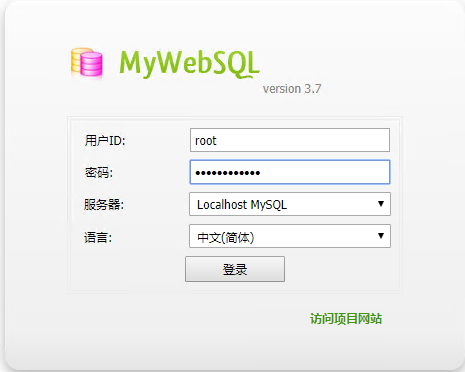 MyWebSQL
version 3.7
用户ID: root
密码: ••••••••••••
服务器: Localhost MySQL
语言: 中文(简体)
登录
访问项目网站